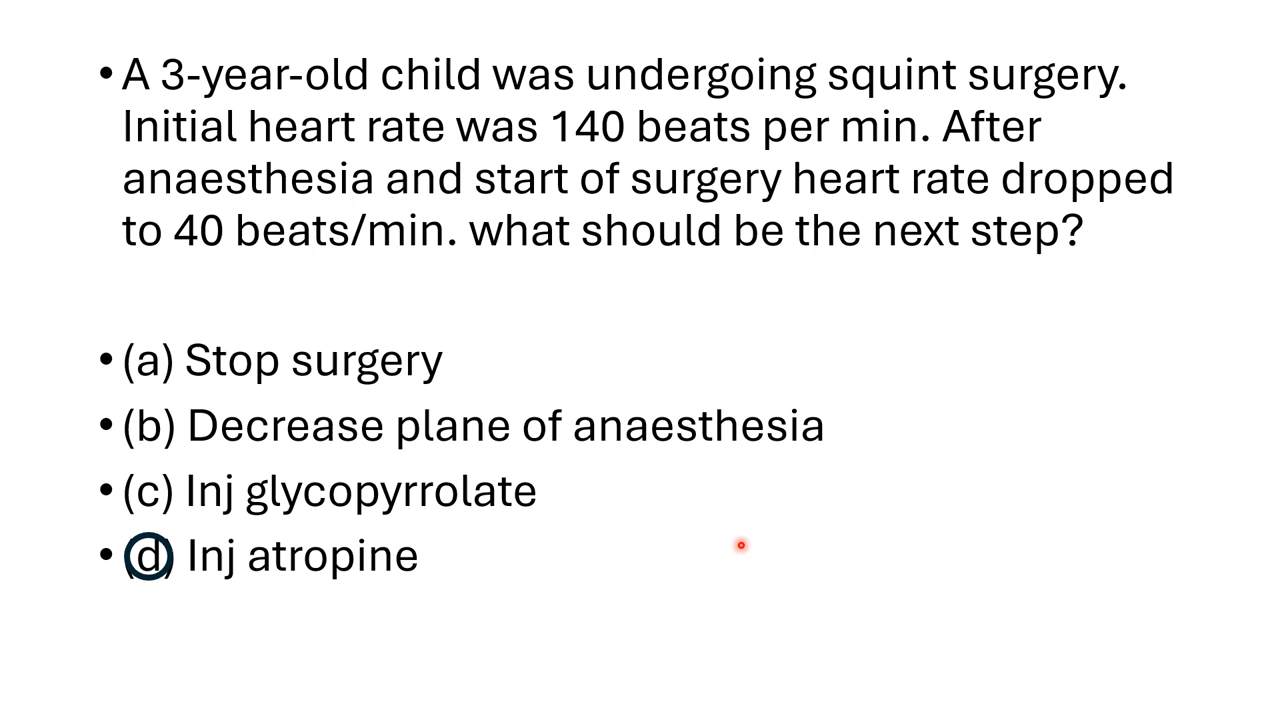 • A 3-year-old child was undergoing squint surgery.
Initial heart rate was 140 beats per min. After
anaesthesia and start of surgery heart rate dropped
to 40 beats/min. what should be the next step?
• (a) Stop surgery
• (b) Decrease plane of anaesthesia
• (c) Inj glycopyrrolate
• (d) Inj atropine